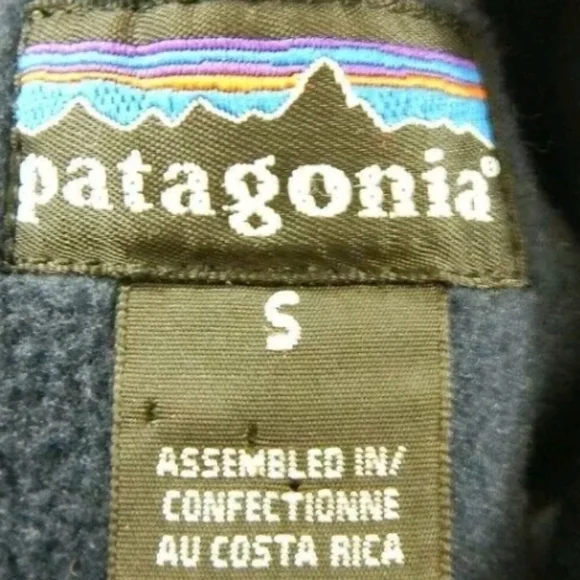 patagonia®
S
ASSEMBLED IN/
CONFECTIONNE
AU COSTA RICA